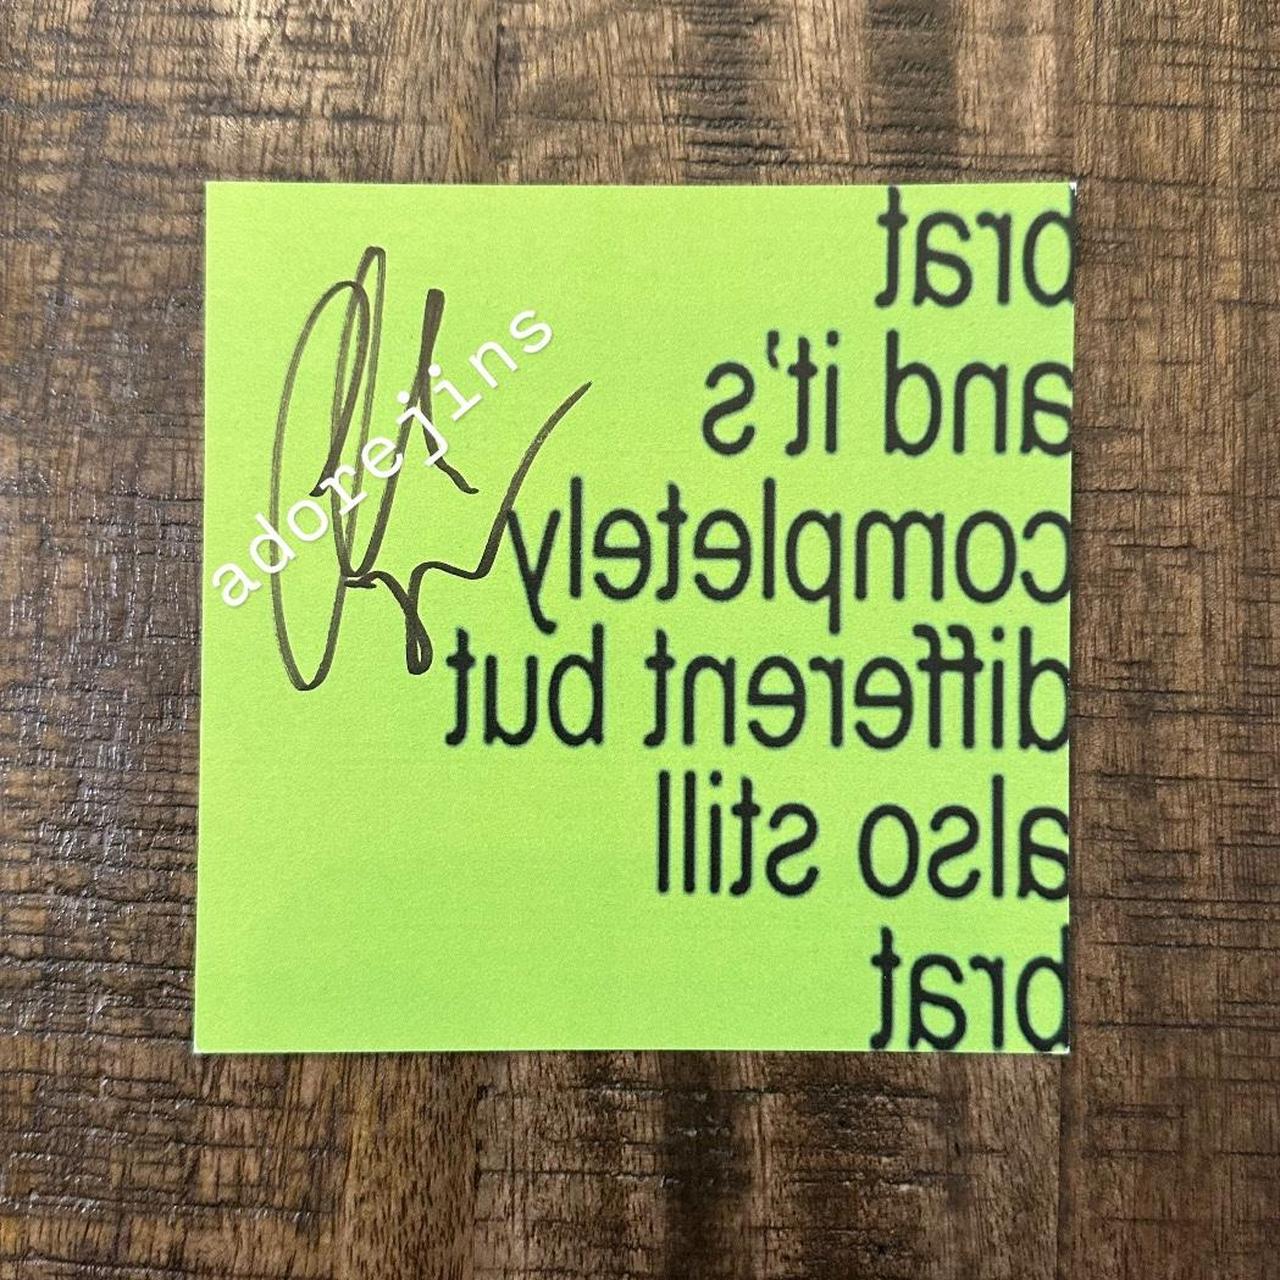 brat
and it's
completely
different but
also still
brat
adorejins